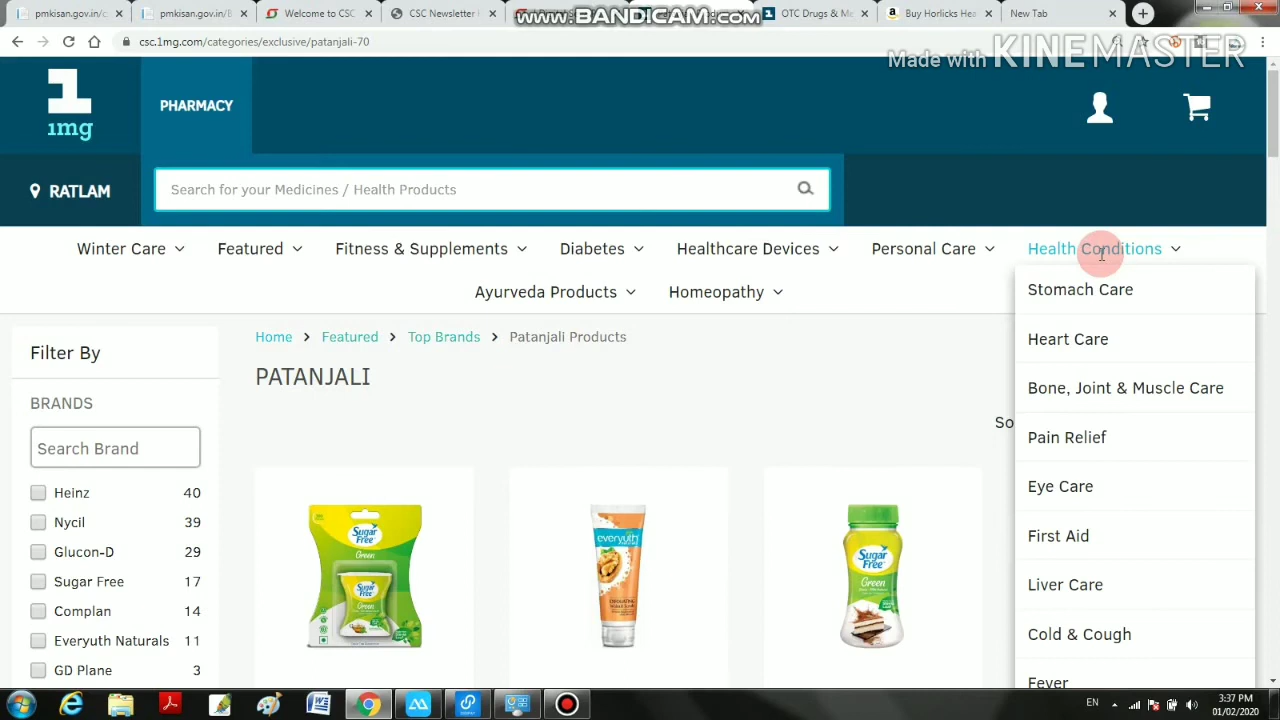 pmkisan.gov.in/c
pmkisan.gov.in/B
Welcome to CSC
CSC Newsletter
www.BANDICAM.com
OTC Drugs & Me
Buy Horlicks Hea
New Tab
csc.1mg.com/categories/exclusive/patanjali-70
Made with KINEMASTER
1mg
PHARMACY
RATLAM
Search for your Medicines / Health Products
Winter Care
Featured
Fitness & Supplements
Diabetes
Healthcare Devices
Personal Care
Health Conditions
Ayurveda Products
Homeopathy
Stomach Care
Heart Care
Bone, Joint & Muscle Care
Pain Relief
Eye Care
First Aid
Liver Care
Cold & Cough
Fever
Home > Featured > Top Brands > Patanjali Products
PATANJALI
So
Filter By
BRANDS
Search Brand
Heinz 40
Nycil 39
Glucon-D 29
Sugar Free 17
Complan 14
Everyuth Naturals 11
GD Plane 3
Sugar Free
Green
Sugar Free
Green
everyuth
Sugar Free
Green
EN
3:37 PM
01/02/2020